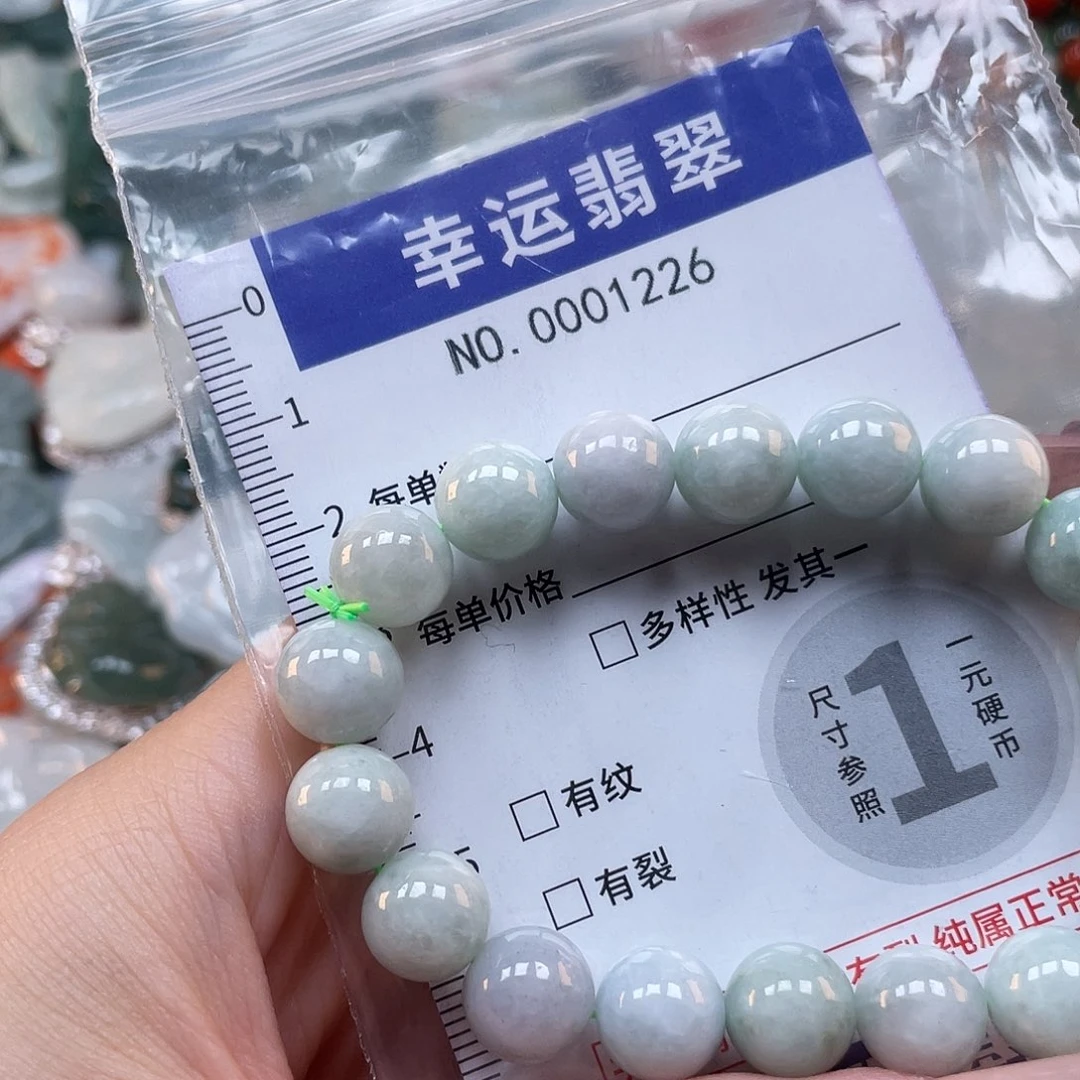 幸运翡翠
NO.0001226
0
1
2
每单
每单价格
多样性 发其一
4
有纹
5
有裂
1
一元硬币
尺寸参照
纯属正常